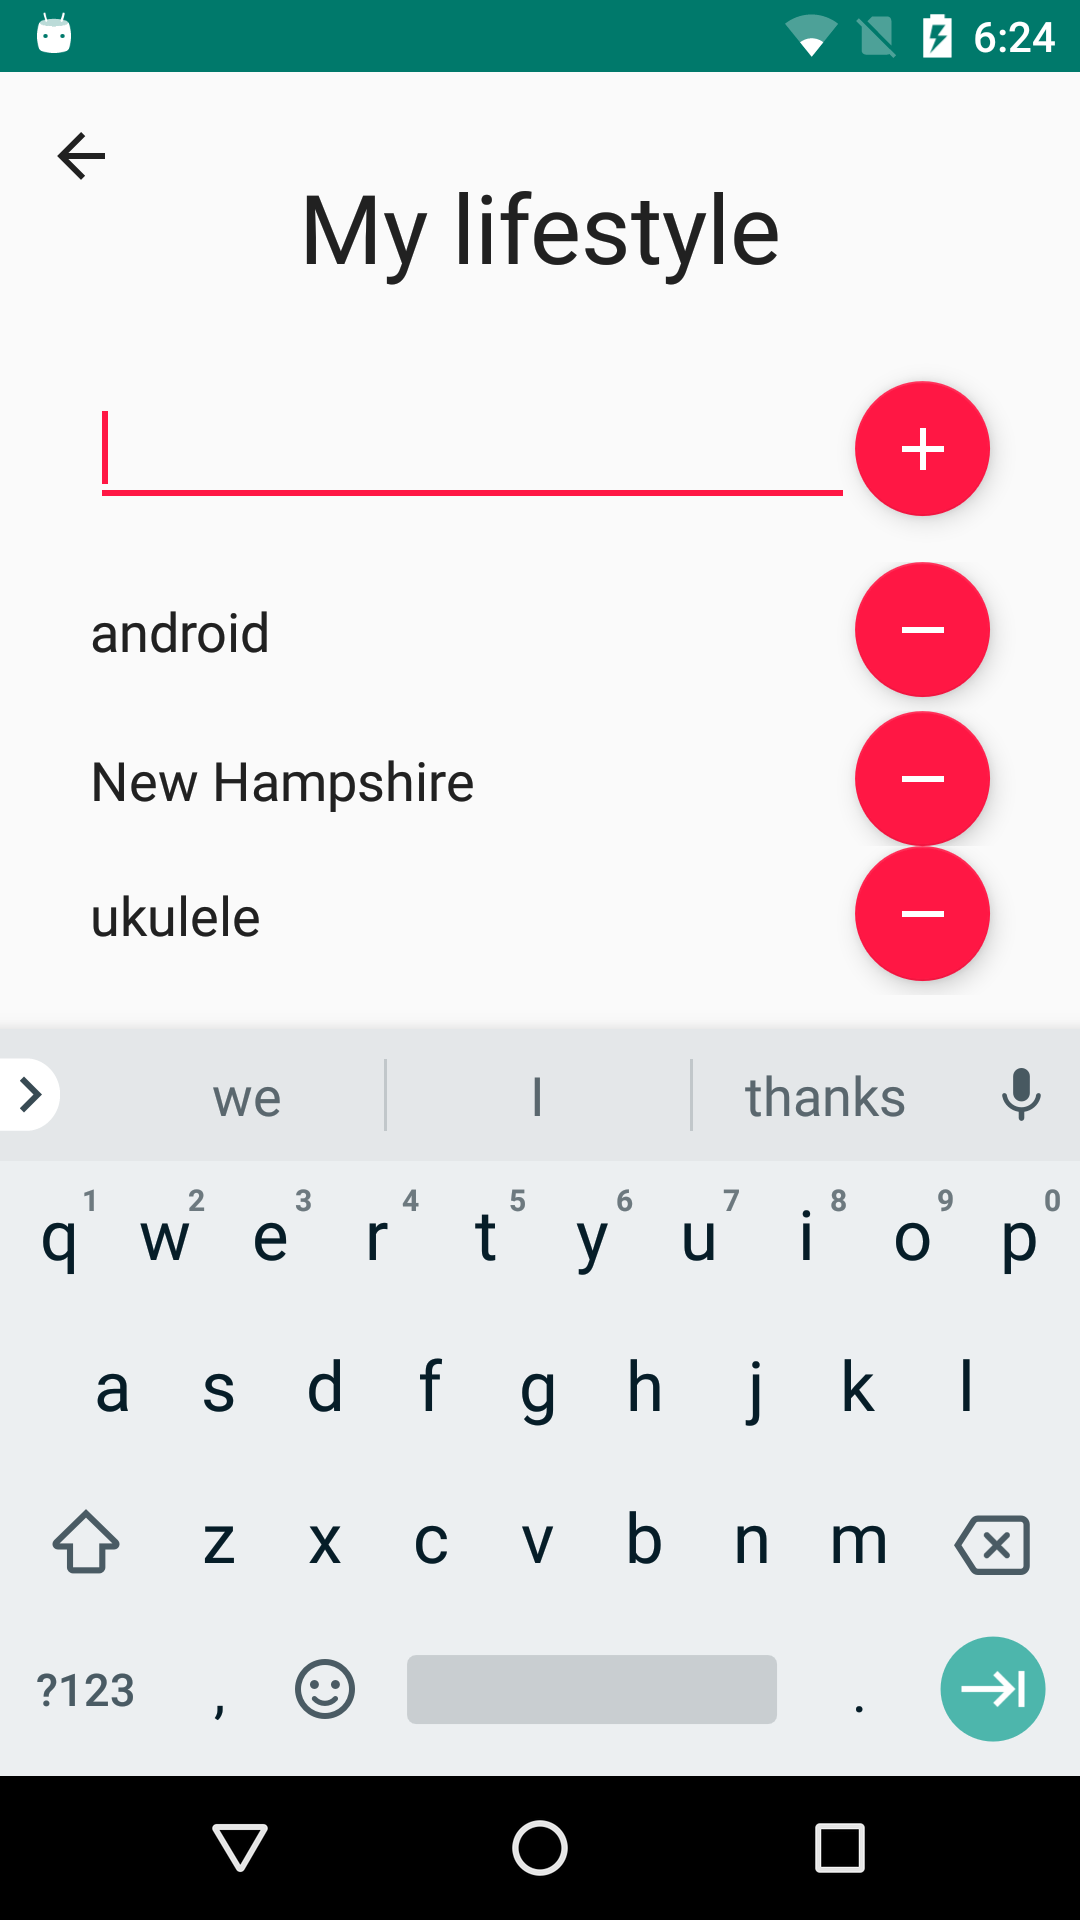 6:24
My lifestyle
android
New Hampshire
ukulele
we I thanks
1 2 3 4 5 6 7 8 9 0
q w e r t y u i o p
a s d f g h j k l
z x c v b n m
?123 , .